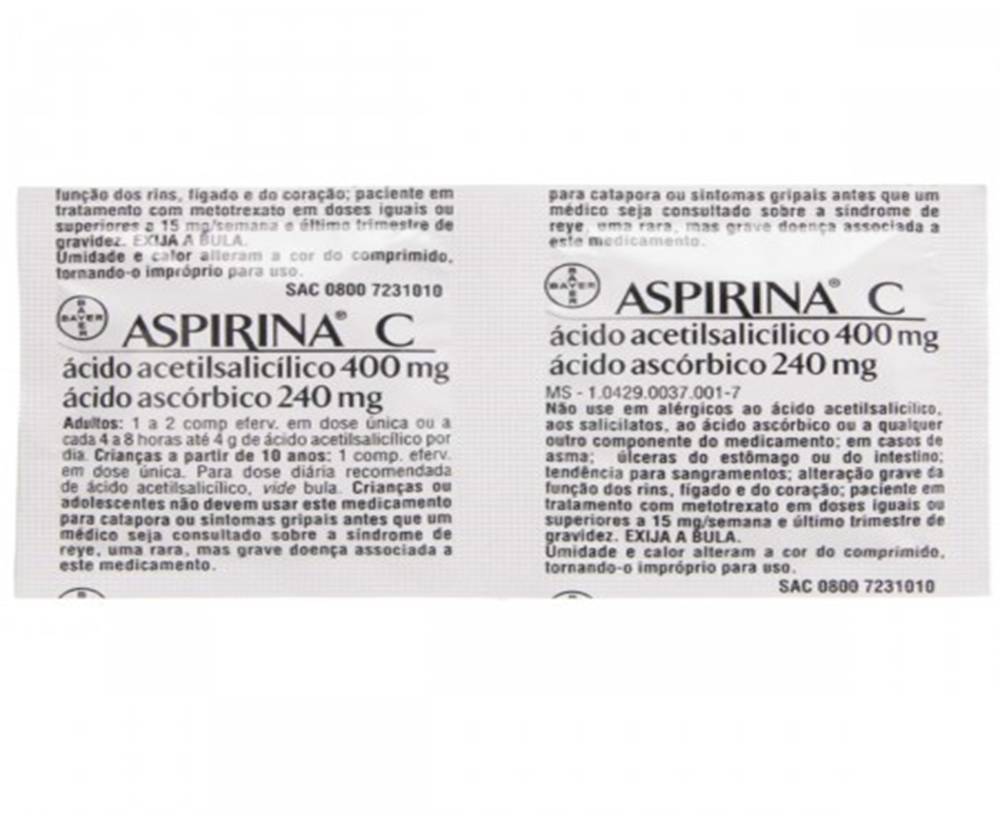 função dos rins, fígado e do coração; paciente em
tratamento com metotrexato em doses iguais ou
superiores a 15 mg/semana e último trimestre de
gravidez. EXIJA A BULA.
Umidade e calor alteram a cor do comprimido,
tornando-o impróprio para uso.
SAC 0800 7231010
BAYER
BAYER
ASPIRINA® C
ácido acetilsalicílico 400 mg
ácido ascórbico 240 mg
Adultos: 1 a 2 comp eferv. em dose única ou a
cada 4 a 8 horas até 4 g de ácido acetilsalicílico por
dia. Crianças a partir de 10 anos: 1 comp. eferv.
em dose única. Para dose diária recomendada
de ácido acetilsalicílico, vide bula. Crianças ou
adolescentes não devem usar este medicamento
para catapora ou sintomas gripais antes que um
médico seja consultado sobre a síndrome de
reye, uma rara, mas grave doença associada a
este medicamento.
B
para catapora ou sintomas gripais antes que um
médico seja consultado sobre a síndrome de
reye, uma rara, mas grave doença associada a
este medicamento.
BAYER
BAYER
ASPIRINA® C
ácido acetilsalicílico 400 mg
ácido ascórbico 240 mg
MS - 1.0429.0037.001-7
Não use em alérgicos ao ácido acetilsalicílico,
aos salicilatos, ao ácido ascórbico ou a qualquer
outro componente do medicamento; em casos de
asma; úlceras do estômago ou do intestino;
tendência para sangramentos; alteração grave da
função dos rins, fígado e do coração; paciente em
tratamento com metotrexato em doses iguais ou
superiores a 15 mg/semana e último trimestre de
gravidez. EXIJA A BULA.
Umidade e calor alteram a cor do comprimido,
tornando-o impróprio para uso.
SAC 0800 7231010
B